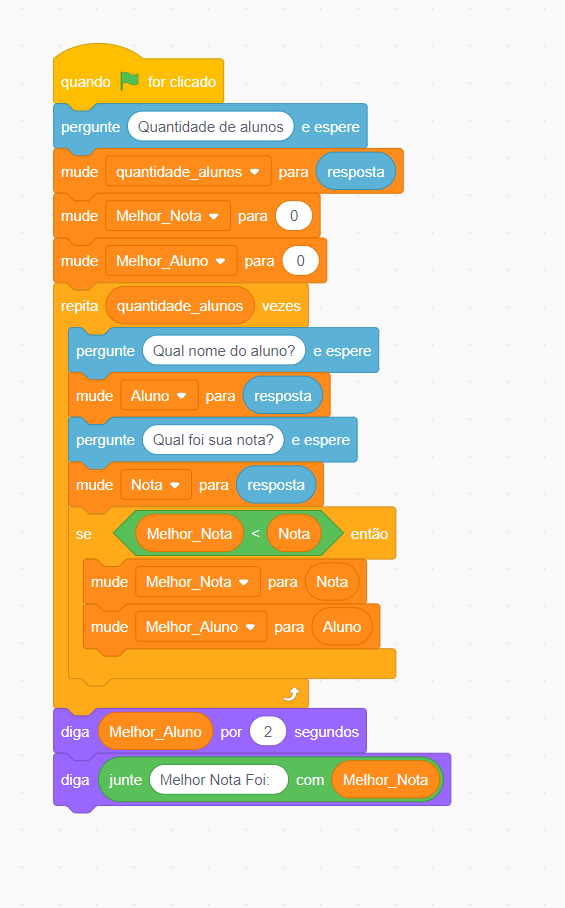 quando for clicado
pergunte Quantidade de alunos e espere
mude quantidade_alunos para resposta
mude Melhor_Nota para 0
mude Melhor_Aluno para 0
repita quantidade_alunos vezes
pergunte Qual nome do aluno? e espere
mude Aluno para resposta
pergunte Qual foi sua nota? e espere
mude Nota para resposta
se Melhor_Nota < Nota então
mude Melhor_Nota para Nota
mude Melhor_Aluno para Aluno
diga Melhor_Aluno por 2 segundos
diga junte Melhor Nota Foi: com Melhor_Nota